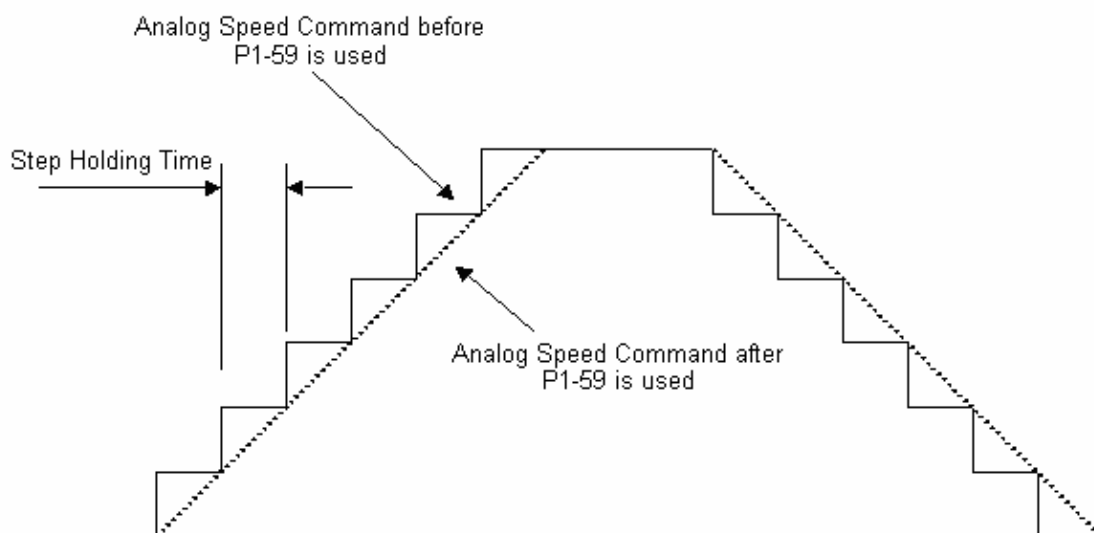 Analog Speed Command before
P1-59 is used
Step Holding Time
Analog Speed Command after
P1-59 is used